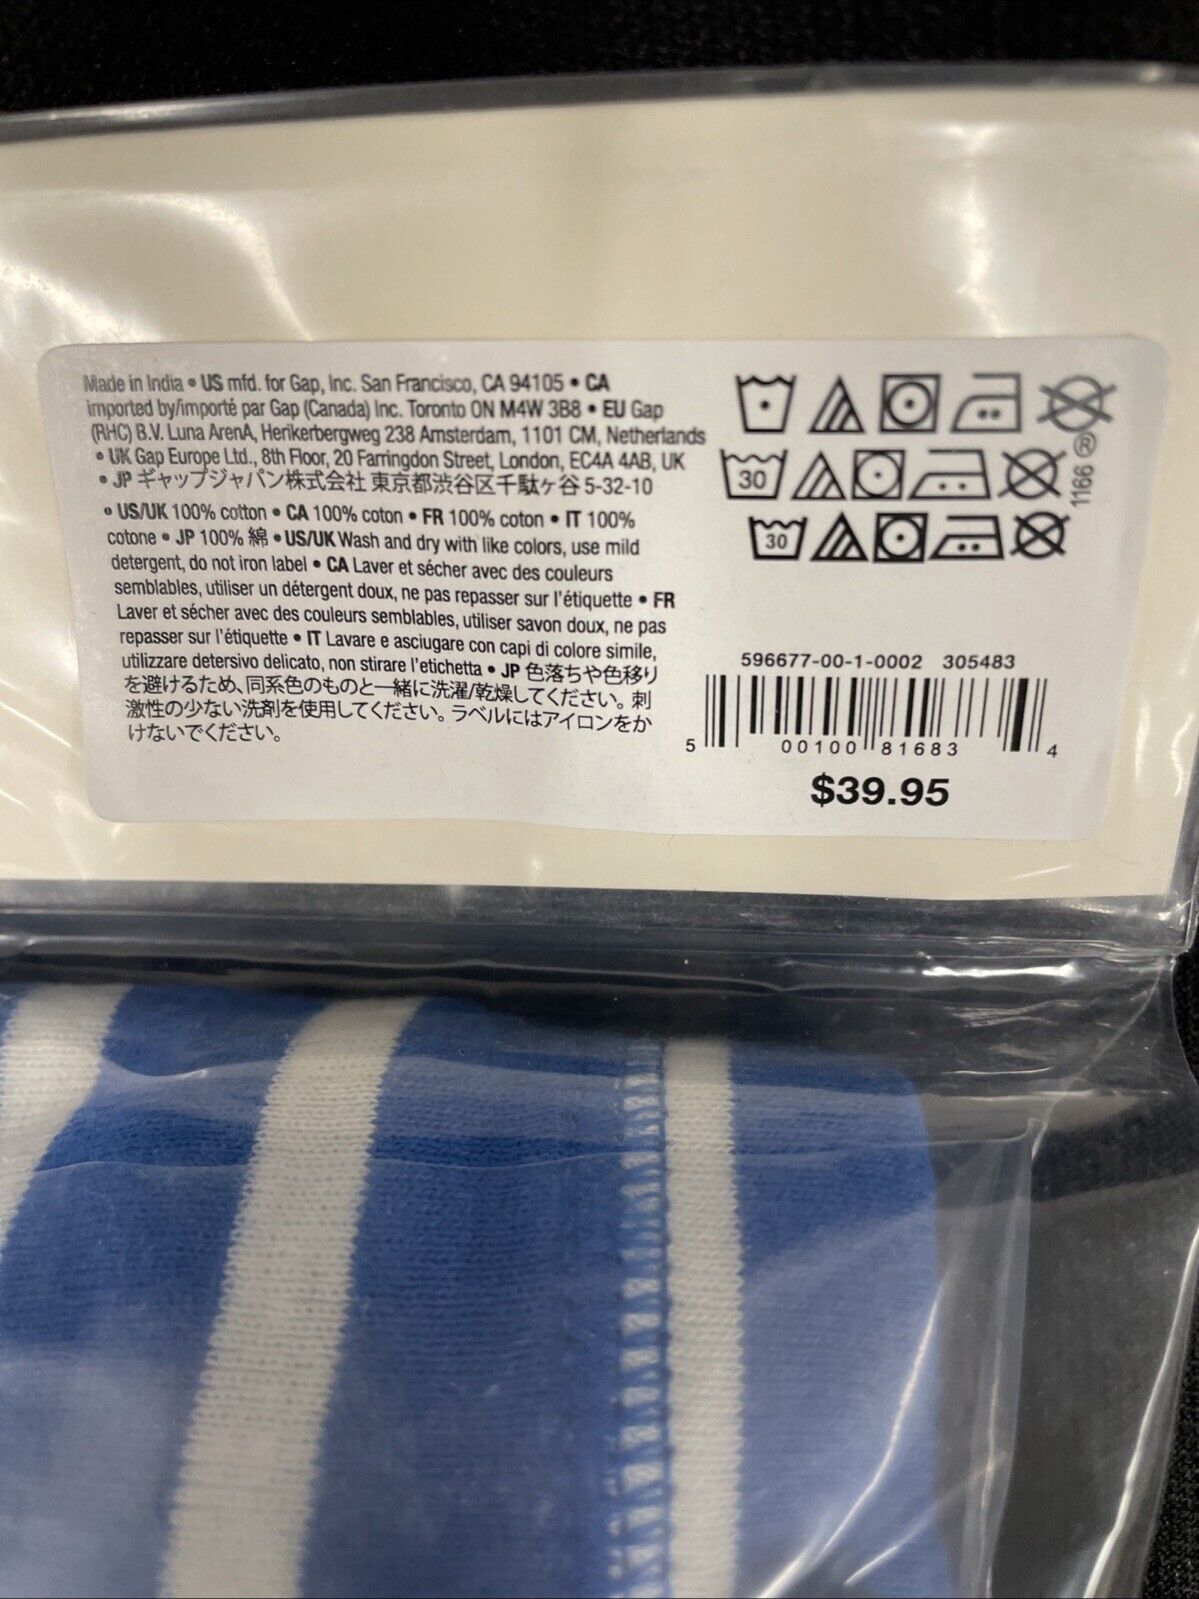 Made in India • US mfd. for Gap, Inc. San Francisco, CA 94105 • CA
imported by/importé par Gap (Canada) Inc. Toronto ON M4W 3B8 • EU Gap
(RHC) B.V. Luna ArenA, Herikerbergweg 238 Amsterdam, 1101 CM, Netherlands
• UK Gap Europe Ltd., 8th Floor, 20 Farringdon Street, London, EC4A 4AB, UK
• JP ギャップジャパン株式会社 東京都渋谷区千駄ヶ谷 5-32-10
• US/UK 100% cotton • CA 100% coton • FR 100% coton • IT 100%
cotone • JP 100% 綿 • US/UK Wash and dry with like colors, use mild
detergent, do not iron label • CA Laver et sécher avec des couleurs
semblables, utiliser un détergent doux, ne pas repasser sur l'étiquette • FR
Laver et sécher avec des couleurs semblables, utiliser savon doux, ne pas
repasser sur l'étiquette • IT Lavare e asciugare con capi di colore simile,
utilizzare detersivo delicato, non stirare l'etichetta • JP 色落ちや色移り
を避けるため、同系色のものと一緒に洗濯/乾燥してください。刺
激性の少ない洗剤を使用してください。ラベルにはアイロンをか
けないでください。
30
30
1166®
596677-00-1-0002 305483
5 00100 81683 4
$39.95